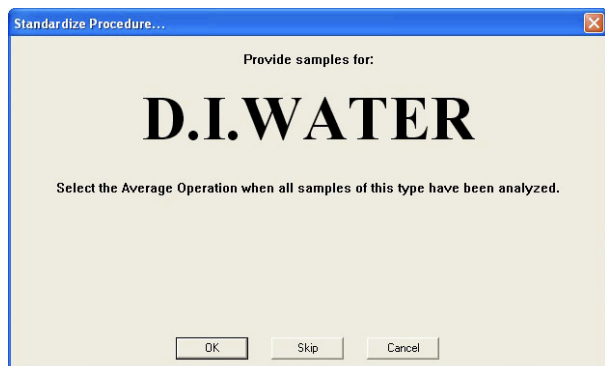 Standardize Procedure...
Provide samples for:
D.I.WATER
Select the Average Operation when all samples of this type have been analyzed.
OK Skip Cancel